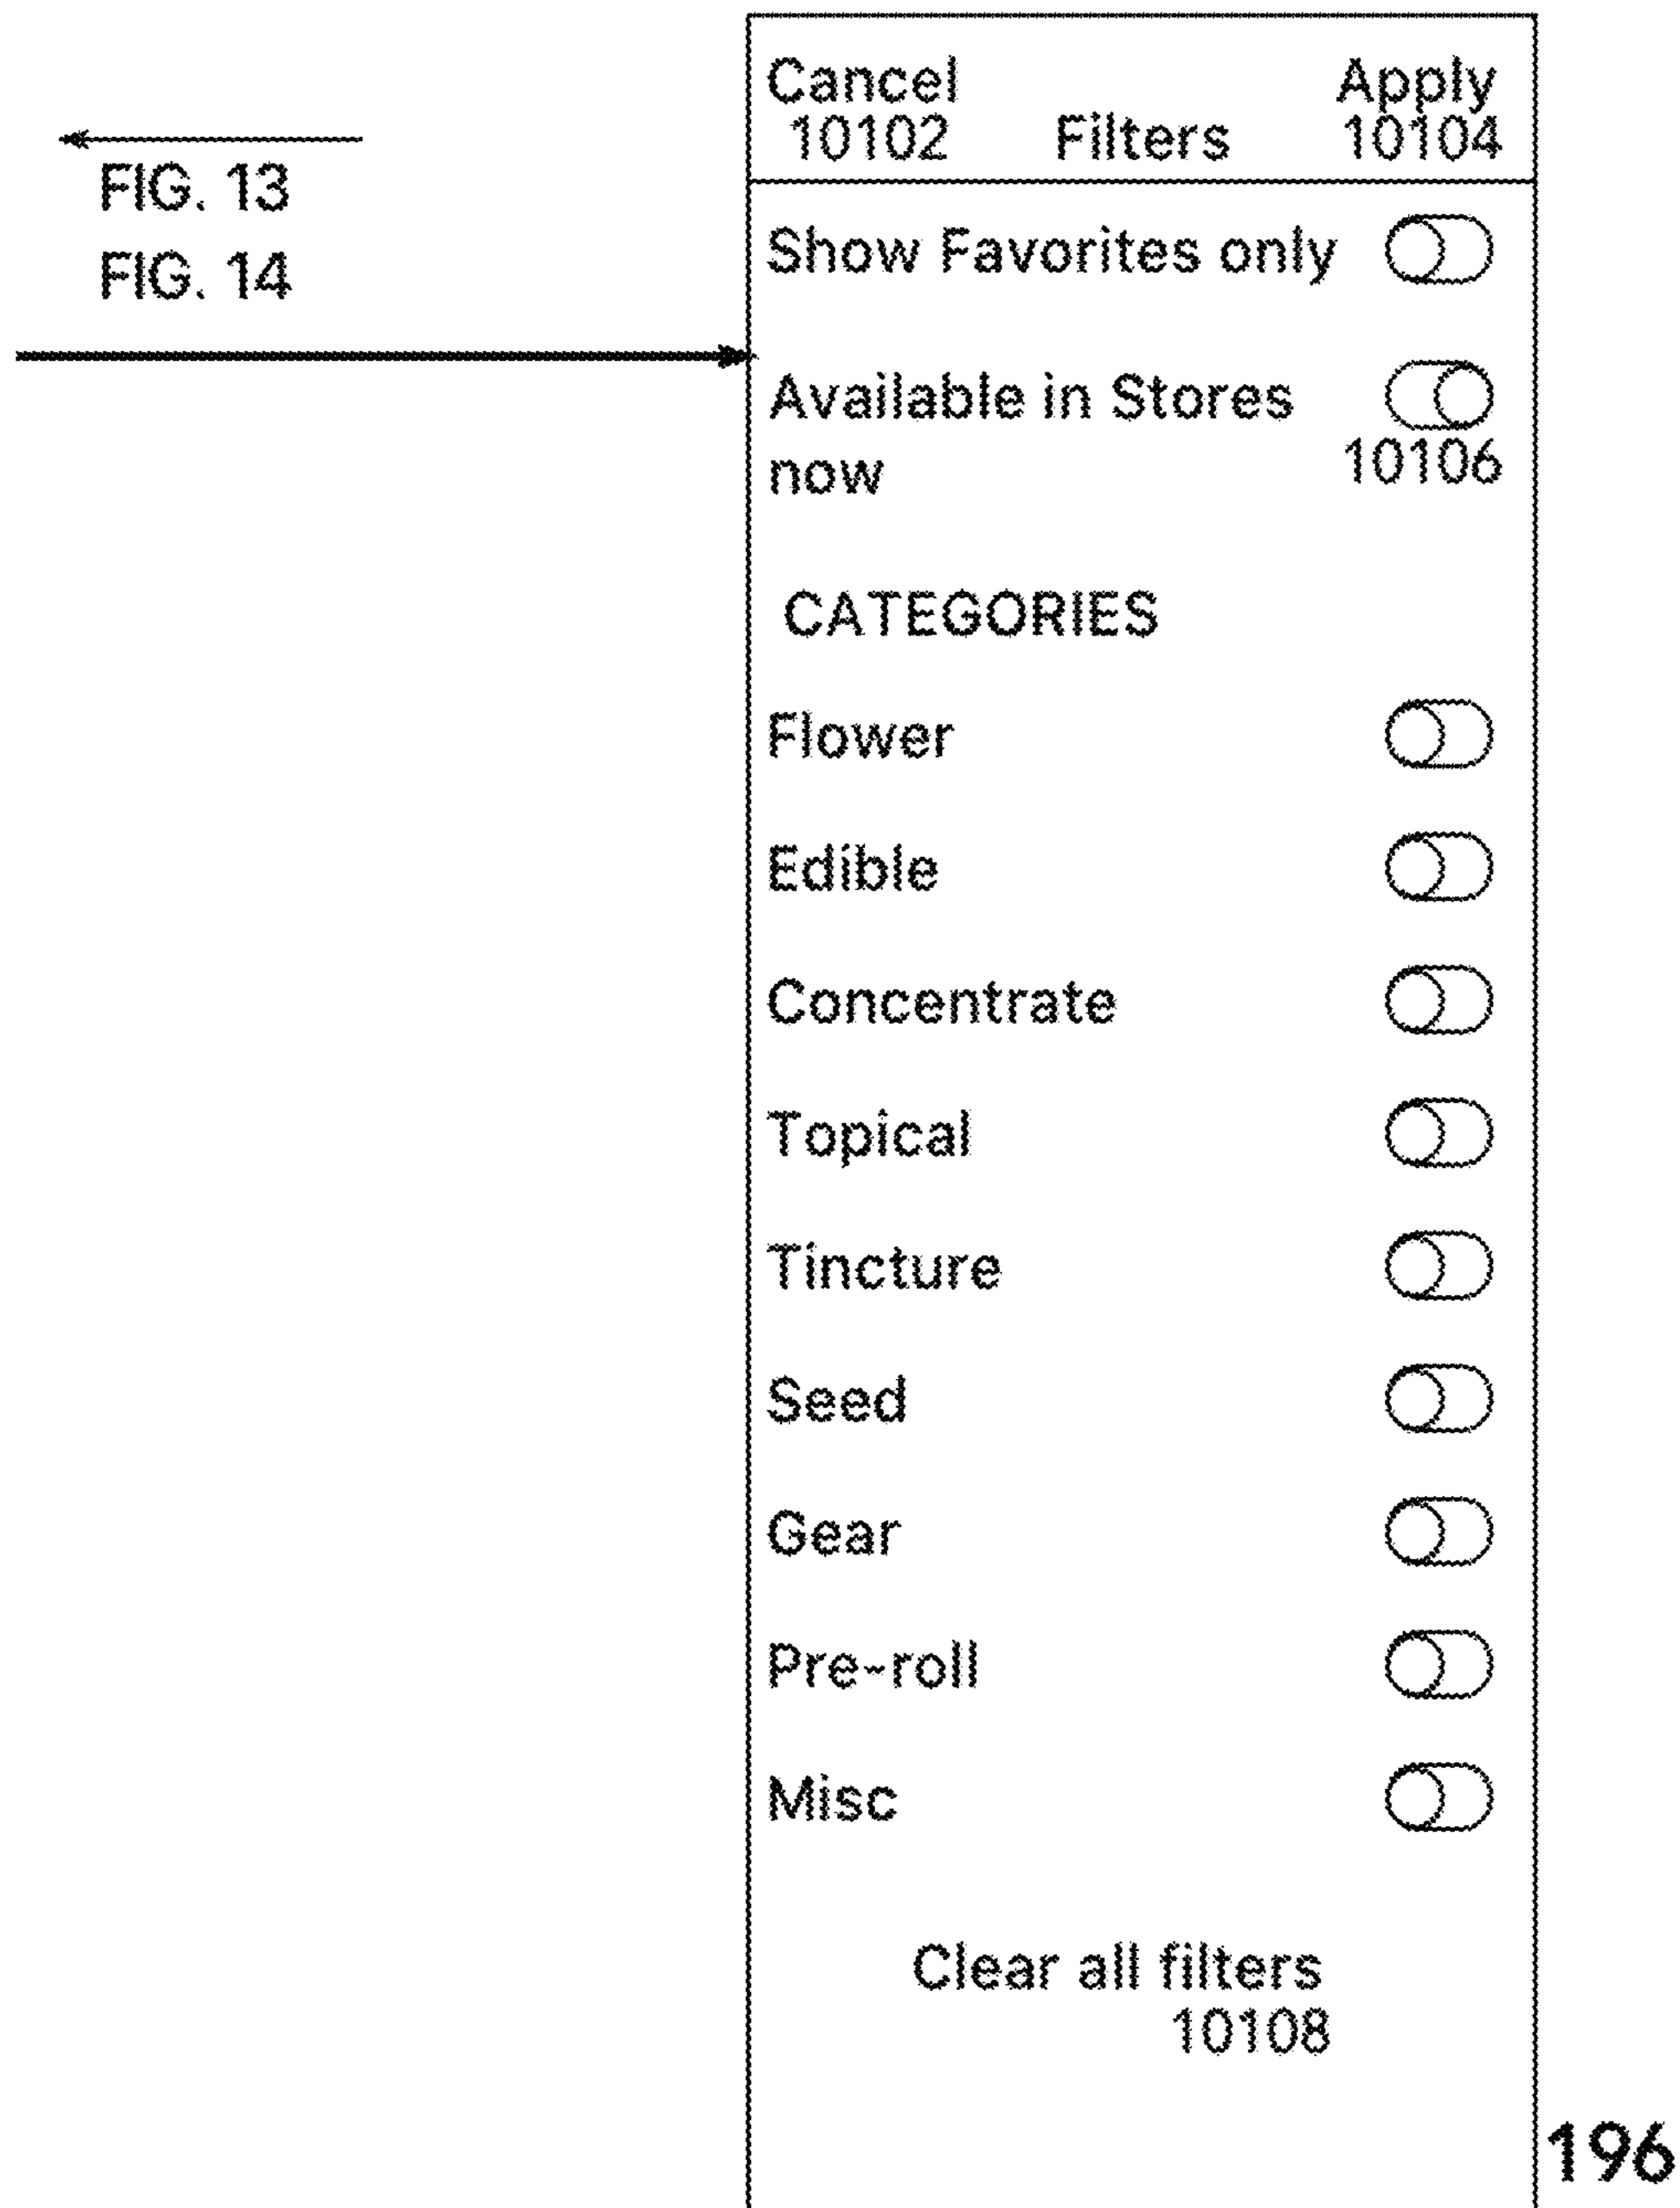 FIG. 13
FIG. 14
Cancel Apply
10102 Filters 10104
Show Favorites only
Available in Stores
now 10106
CATEGORIES
Flower
Edible
Concentrate
Topical
Tincture
Seed
Gear
Pre-roll
Misc
Clear all filters
10108
196